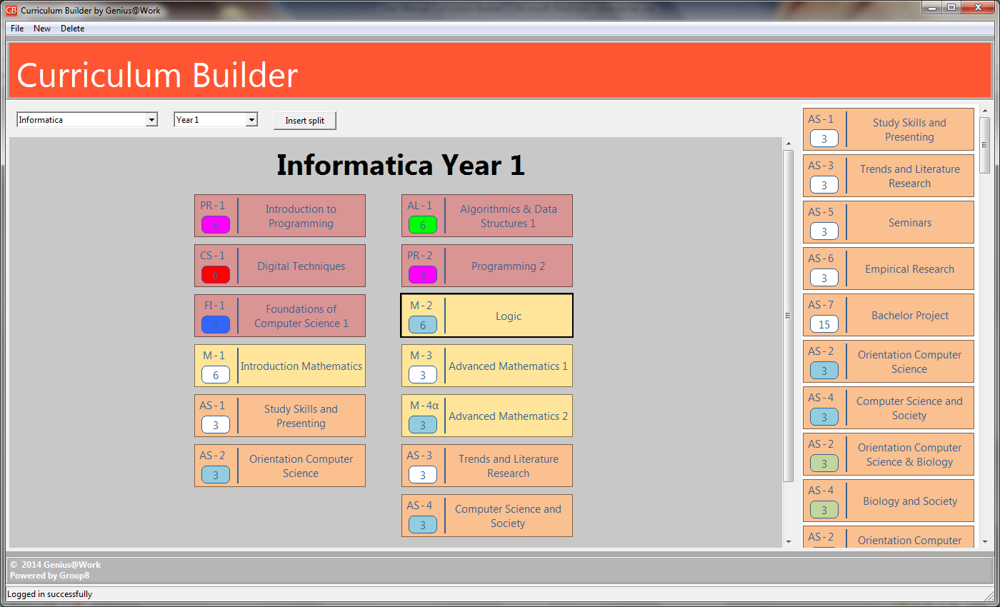 CB Curriculum Builder by Genius@Work
File New Delete
Curriculum Builder
Informatica Year 1 Insert split
Informatica Year 1
PR-1
6
Introduction to
Programming
CS-1
6
Digital Techniques
FI-1
6
Foundations of
Computer Science 1
M-1
6
Introduction Mathematics
AS-1
3
Study Skills and
Presenting
AS-2
3
Orientation Computer
Science
AL-1
6
Algorithmics & Data
Structures 1
PR-2
6
Programming 2
M-2
6
Logic
M-3
3
Advanced Mathematics 1
M-4α
3
Advanced Mathematics 2
AS-3
3
Trends and Literature
Research
AS-4
3
Computer Science and
Society
AS-1
3
Study Skills and
Presenting
AS-3
3
Trends and Literature
Research
AS-5
3
Seminars
AS-6
3
Empirical Research
AS-7
15
Bachelor Project
AS-2
3
Orientation Computer
Science
AS-4
3
Computer Science and
Society
AS-2
3
Orientation Computer
Science & Biology
AS-4
3
Biology and Society
AS-2
Orientation Computer
© 2014 Genius@Work
Powered by Group8
Logged in successfully